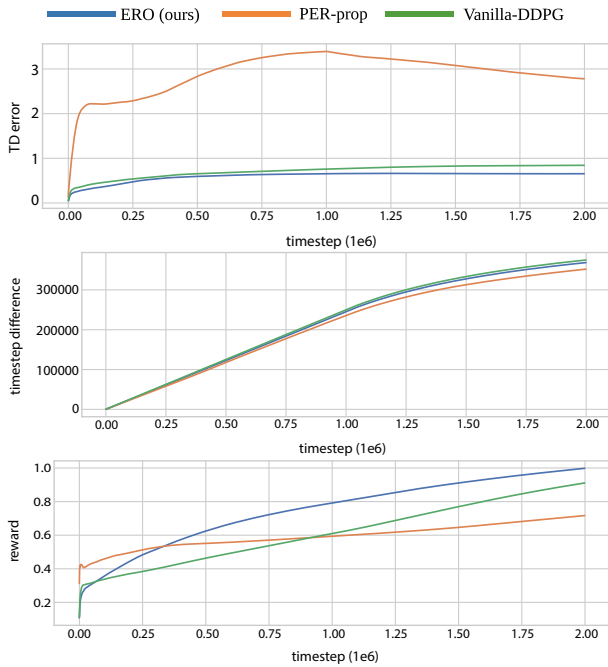 ERO (ours) PER-prop Vanilla-DDPG
TD error
3
2
1
0
0.00 0.25 0.50 0.75 1.00 1.25 1.50 1.75 2.00
timestep (1e6)
timestep difference
300000
200000
100000
0
0.00 0.25 0.50 0.75 1.00 1.25 1.50 1.75 2.00
timestep (1e6)
reward
1.0
0.8
0.6
0.4
0.2
0.00 0.25 0.50 0.75 1.00 1.25 1.50 1.75 2.00
timestep (1e6)